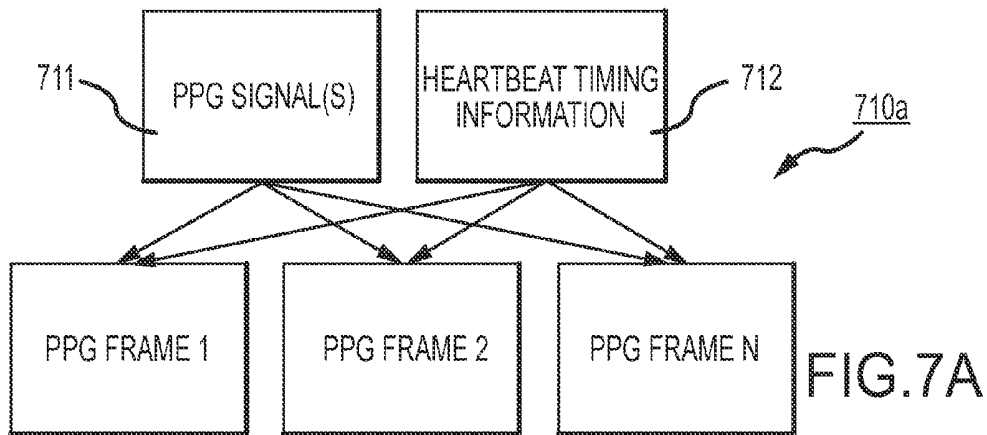 711
PPG SIGNAL(S)
HEARTBEAT TIMING
INFORMATION
712
710a
PPG FRAME 1
PPG FRAME 2
PPG FRAME N
FIG.7A